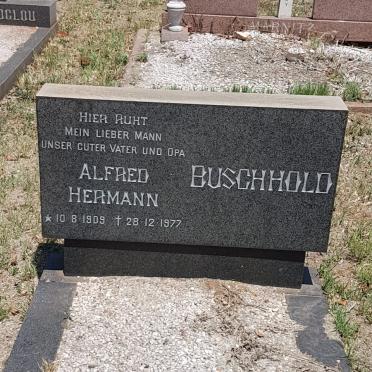 HIER RUHT
MEIN LIEBER MANN
UNSER GUTER VATER UND OPA
ALFRED
HERMANN
BUSCHHOLD
* 10·8·1909 † 28·12·1977